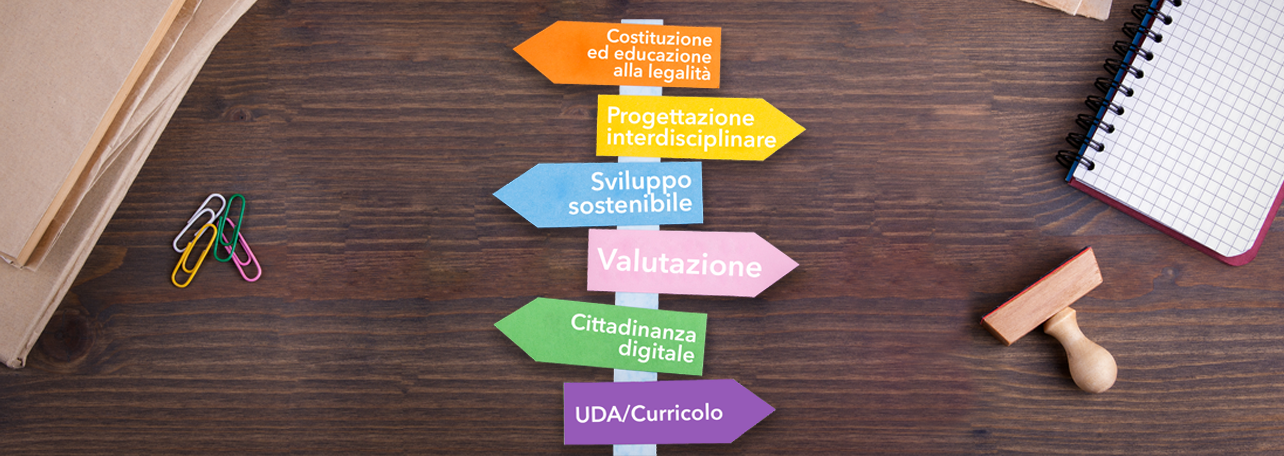 Costituzione
ed educazione
alla legalità
Progettazione
interdisciplinare
Sviluppo
sostenibile
Valutazione
Cittadinanza
digitale
UDA/Curricolo